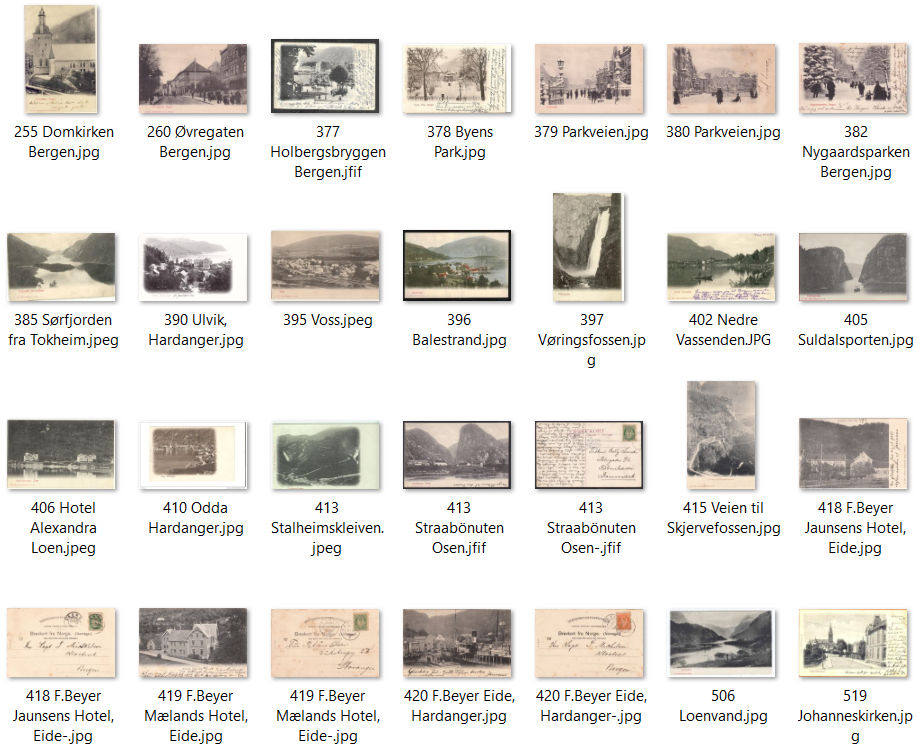 255 Domkirken
Bergen.jpg
260 Øvregaten
Bergen.jpg
377
Holbergsbryggen
Bergen.jfif
378 Byens
Park.jpg
379 Parkveien.jpg
380 Parkveien.jpg
382
Nygaardsparken
Bergen.jpg
385 Sørfjorden
fra Tokheim.jpeg
390 Ulvik,
Hardanger.jpg
395 Voss.jpeg
396
Balestrand.jpg
397
Vøringsfossen.jp
g
402 Nedre
Vassenden.JPG
405
Suldalsporten.jpg
406 Hotel
Alexandra
Loen.jpeg
410 Odda
Hardanger.jpg
413
Stalheimskleiven.
jpeg
413
Straabönuten
Osen.jfif
413
Straabönuten
Osen-.jfif
415 Veien til
Skjervefossen.jpg
418 F.Beyer
Jaunsens Hotel,
Eide.jpg
418 F.Beyer
Jaunsens Hotel,
Eide-.jpg
419 F.Beyer
Mælands Hotel,
Eide.jpg
419 F.Beyer
Mælands Hotel,
Eide-.jpg
420 F.Beyer Eide,
Hardanger.jpg
420 F.Beyer Eide,
Hardanger-.jpg
506
Loenvand.jpg
519
Johanneskirken.jp
g